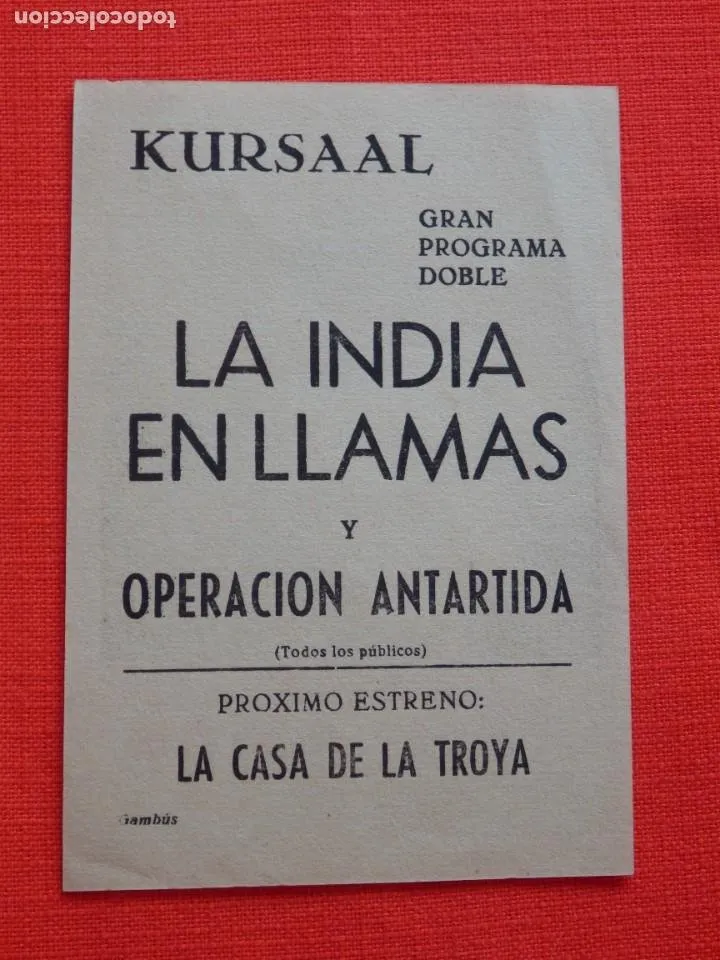 todocoleccion
KURSAAL
GRAN
PROGRAMA
DOBLE
LA INDIA
EN LLAMAS
Y
OPERACION ANTARTIDA
(Todos los públicos)
PROXIMO ESTRENO:
LA CASA DE LA TROYA
Gambús